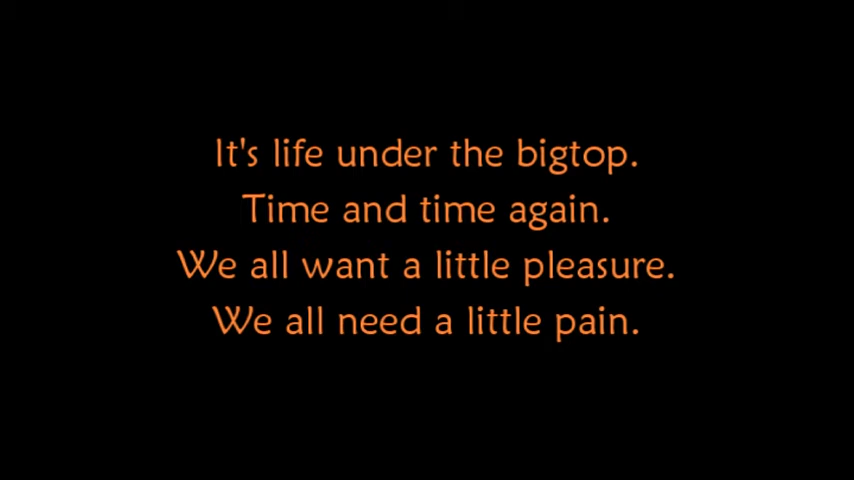 It's life under the bigtop.
Time and time again.
We all want a little pleasure.
We all need a little pain.